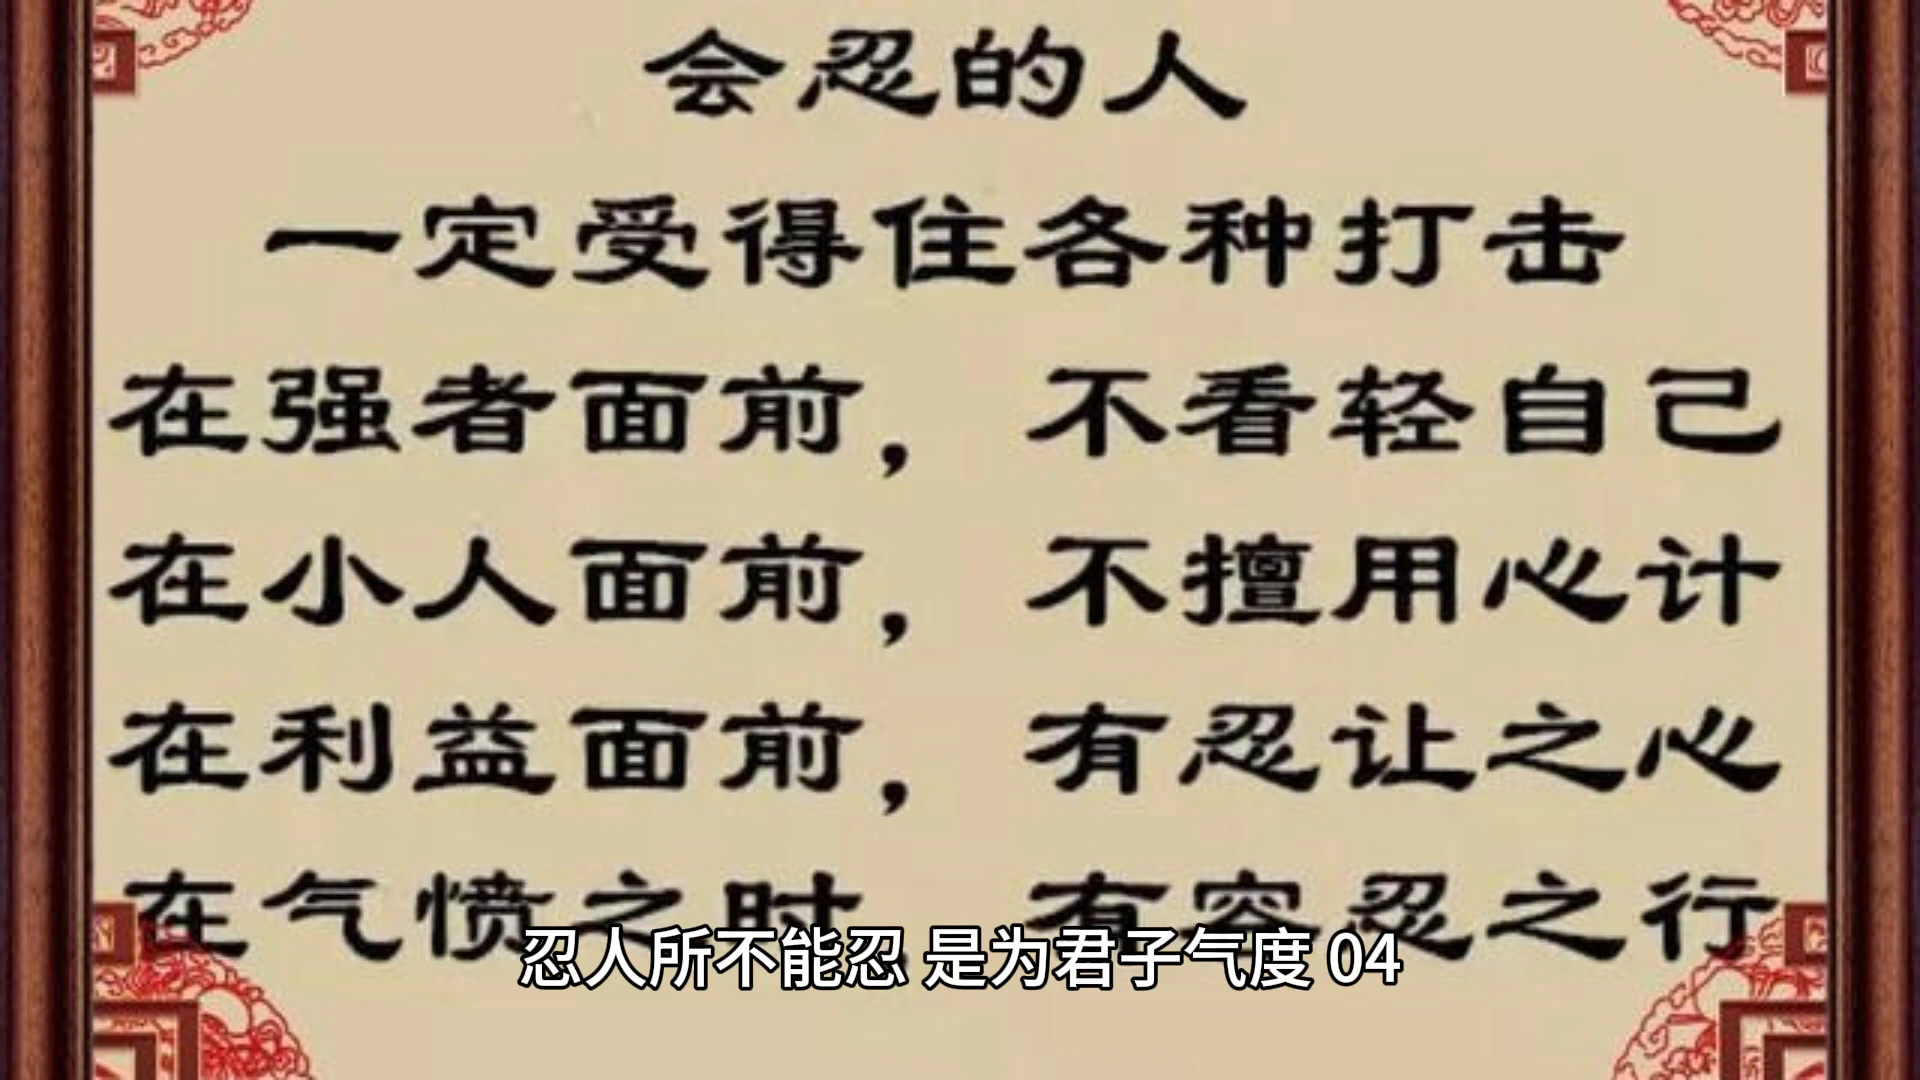 会忍的人
一定受得住各种打击
在强者面前，不看轻自己
在小人面前，不擅用心计
在利益面前，有忍让之心
在气愤之时，有容忍之行
忍人所不能忍 是为君子气度 04